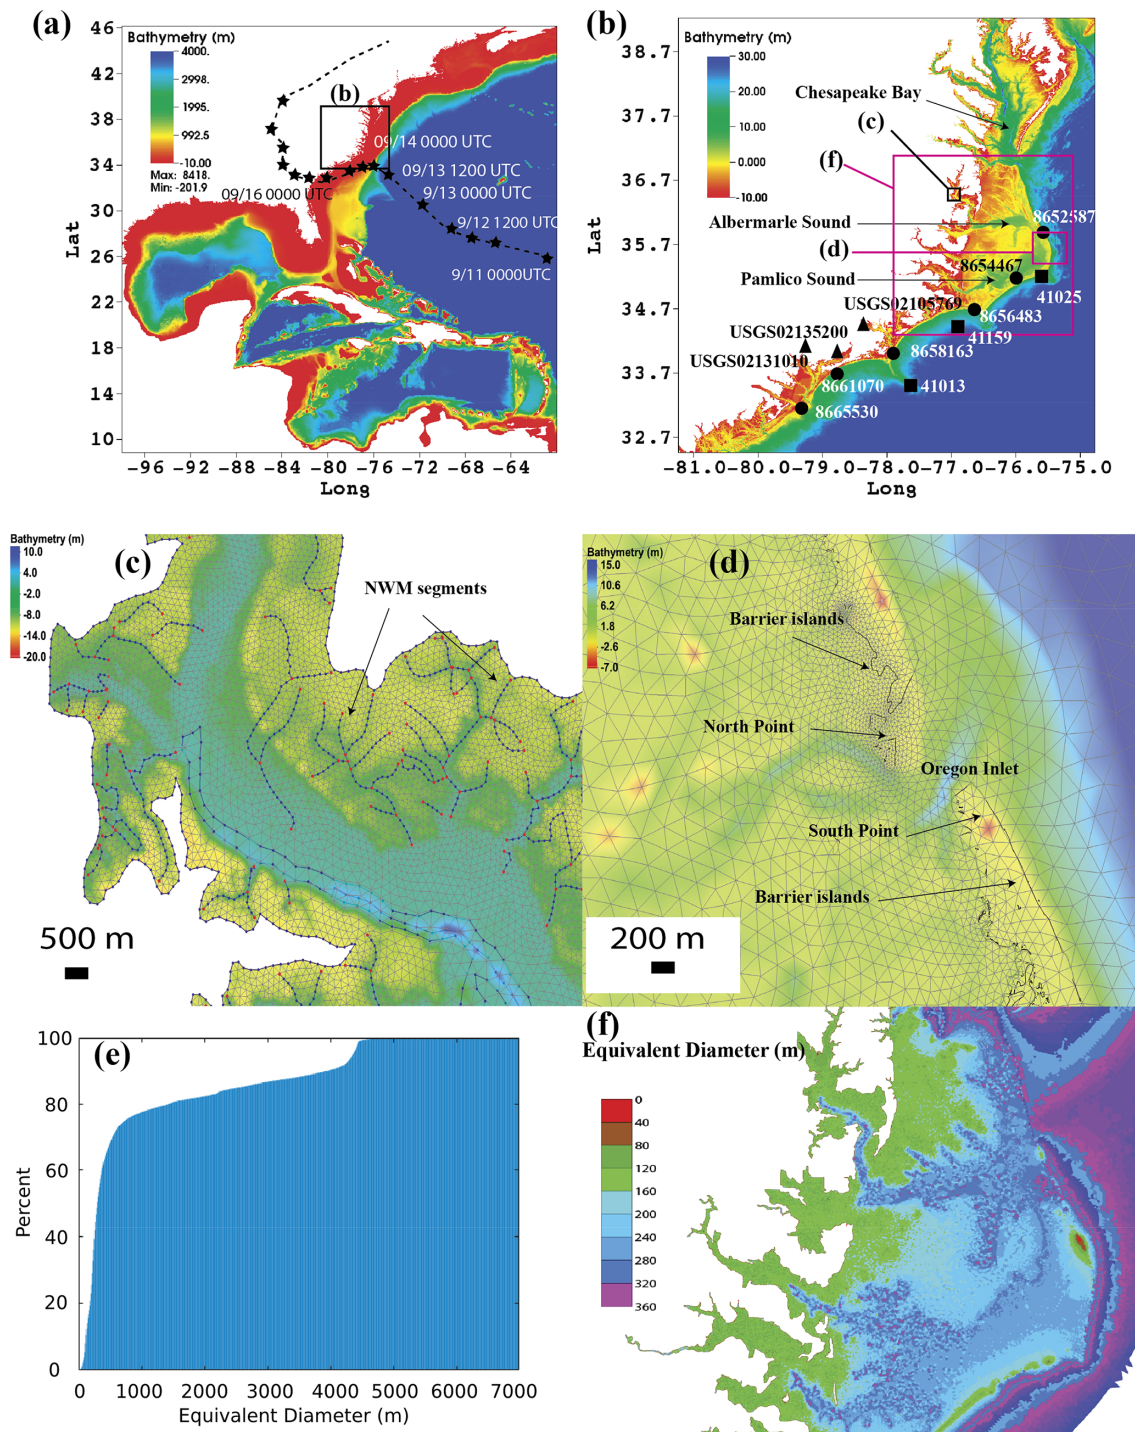 (a)
Bathymetry (m)
4000.
2998.
1995.
992.5
-10.00
Max: 8418.
Min: -201.9
(b)
09/14 0000 UTC
09/13 1200 UTC
9/13 0000 UTC
09/16 0000 UTC
9/12 1200 UTC
9/11 0000UTC
46
42
38
34
30
26
22
18
14
10
Lat
-96 -92 -88 -84 -80 -76 -72 -68 -64
Long
(b)
Bathymetry (m)
30.00
20.00
10.00
0.000
-10.00
Chesapeake Bay
(c)
(f)
Albermarle Sound
8652587
(d)
8654467
Pamlico Sound
41025
USGS02105769
8656483
USGS02135200
41159
8658163
USGS02131010
8661070
41013
8665530
38.7
37.7
36.7
35.7
34.7
33.7
32.7
Lat
-81.0 -80.0 -79.0 -78.0 -77.0 -76.0 -75.0
Long
Bathymetry (m)
10.0
4.0
-2.0
-8.0
-14.0
-20.0
(c)
NWM segments
500 m
Bathymetry (m)
15.0
10.6
6.2
1.8
-2.6
-7.0
(d)
Barrier islands
North Point
Oregon Inlet
South Point
Barrier islands
200 m
(e)
100
80
60
40
20
0
Percent
0 1000 2000 3000 4000 5000 6000 7000
Equivalent Diameter (m)
(f)
Equivalent Diameter (m)
0
40
80
120
160
200
240
280
320
360